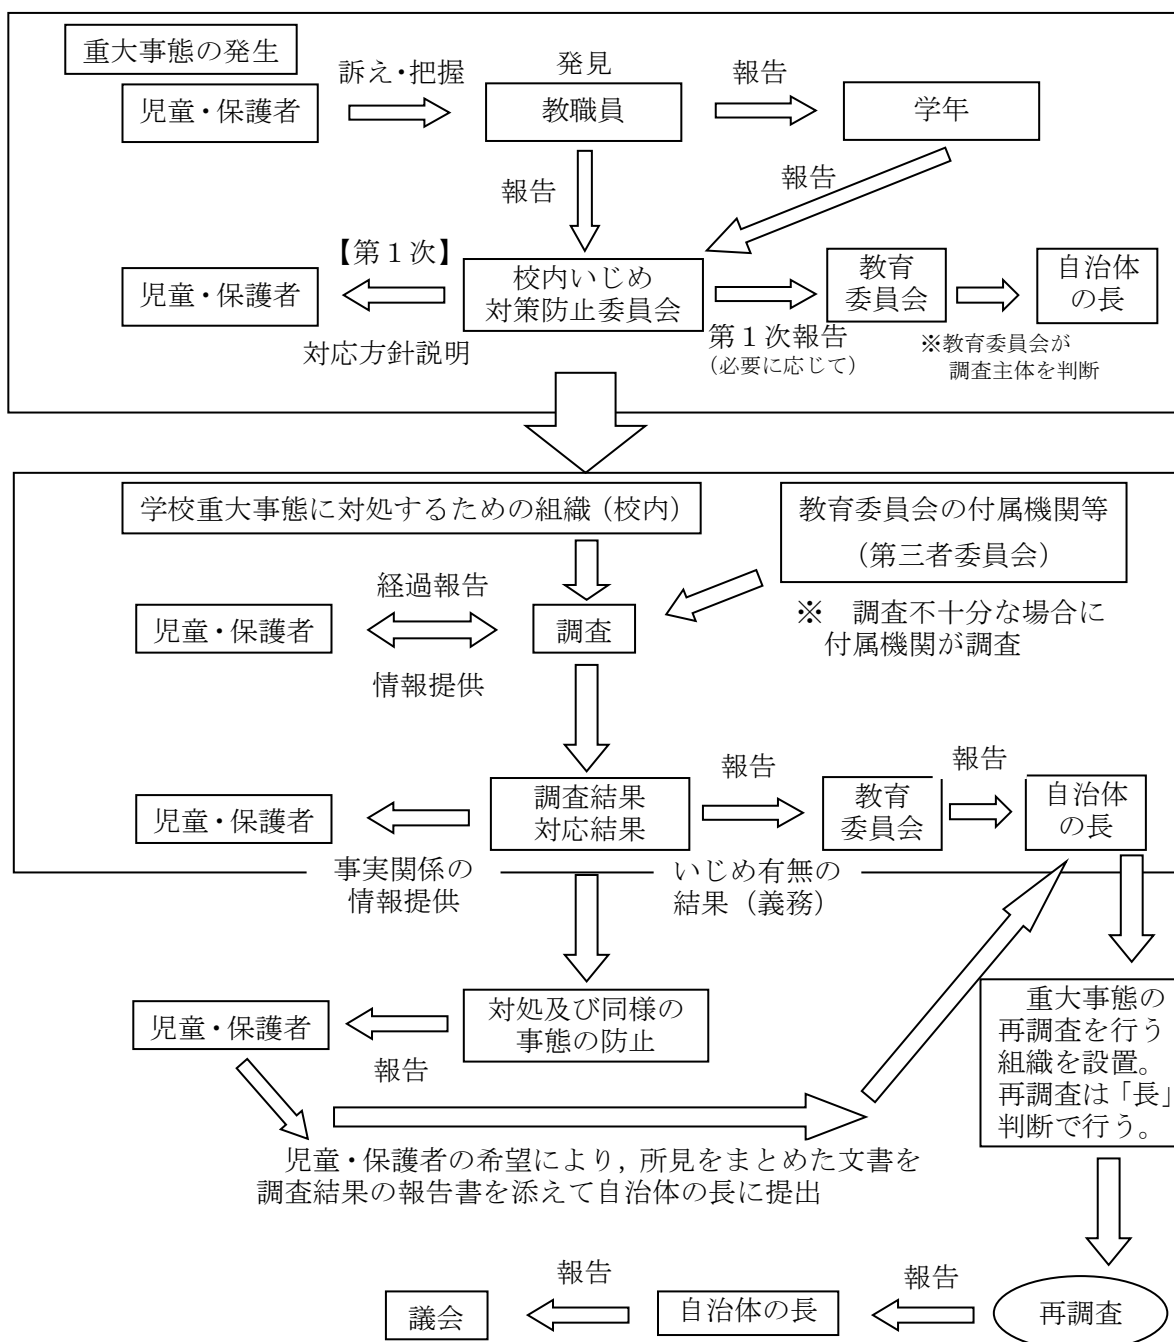 重大事態の発生
訴え・把握
発見
報告
児童・保護者
教職員
学年
報告
報告
【第1次】
児童・保護者
校内いじめ
対策防止委員会
教育
委員会
自治体
の長
対応方針説明
第1次報告
(必要に応じて)
※教育委員会が
調査主体を判断
学校重大事態に対処するための組織(校内)
教育委員会の付属機関等
(第三者委員会)
経過報告
児童・保護者
調査
※ 調査不十分な場合に
付属機関が調査
情報提供
報告
報告
児童・保護者
調査結果
対応結果
教育
委員会
自治体
の長
事実関係の
情報提供
いじめ有無の
結果(義務)
児童・保護者
対処及び同様の
事態の防止
報告
重大事態の
再調査を行う
組織を設置。
再調査は「長」
判断で行う。
児童・保護者の希望により,所見をまとめた文書を
調査結果の報告書を添えて自治体の長に提出
報告
報告
議会
自治体の長
再調査